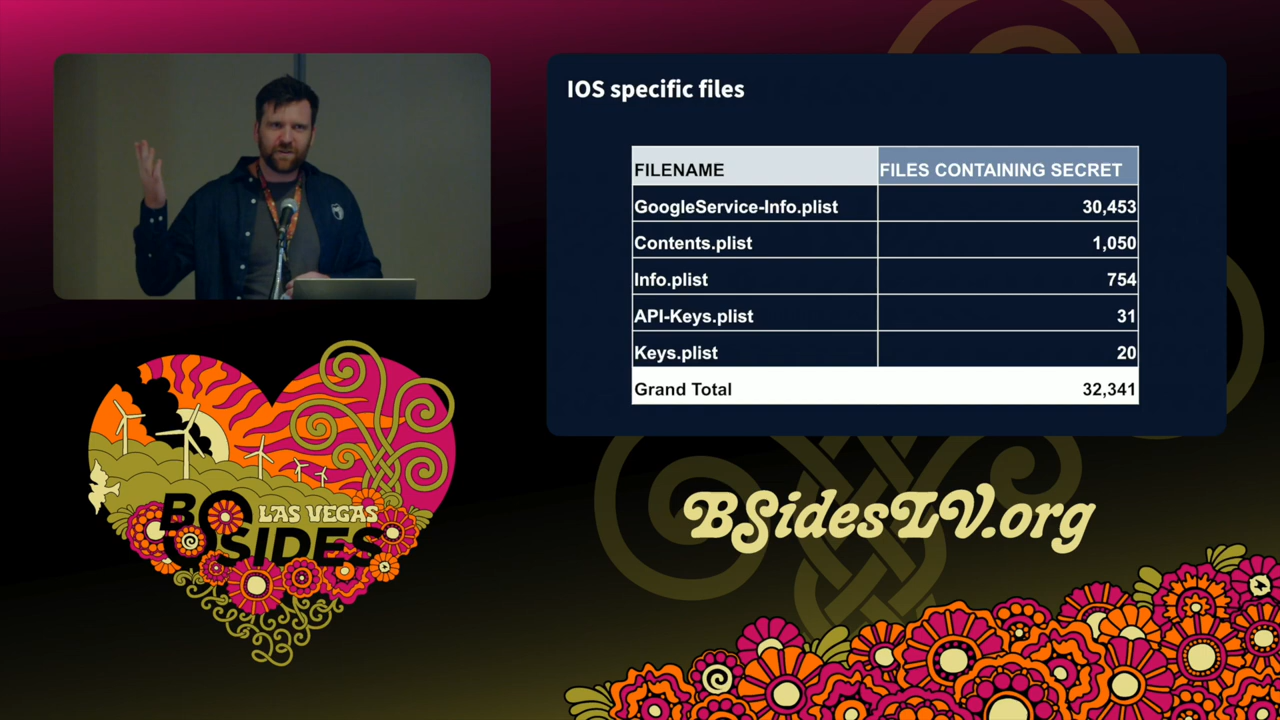 IOS specific files
FILENAME FILES CONTAINING SECRET
GoogleService-Info.plist 30,453
Contents.plist 1,050
Info.plist 754
API-Keys.plist 31
Keys.plist 20
Grand Total 32,341
BSidesLV.org
LAS VEGAS
BSIDES
23